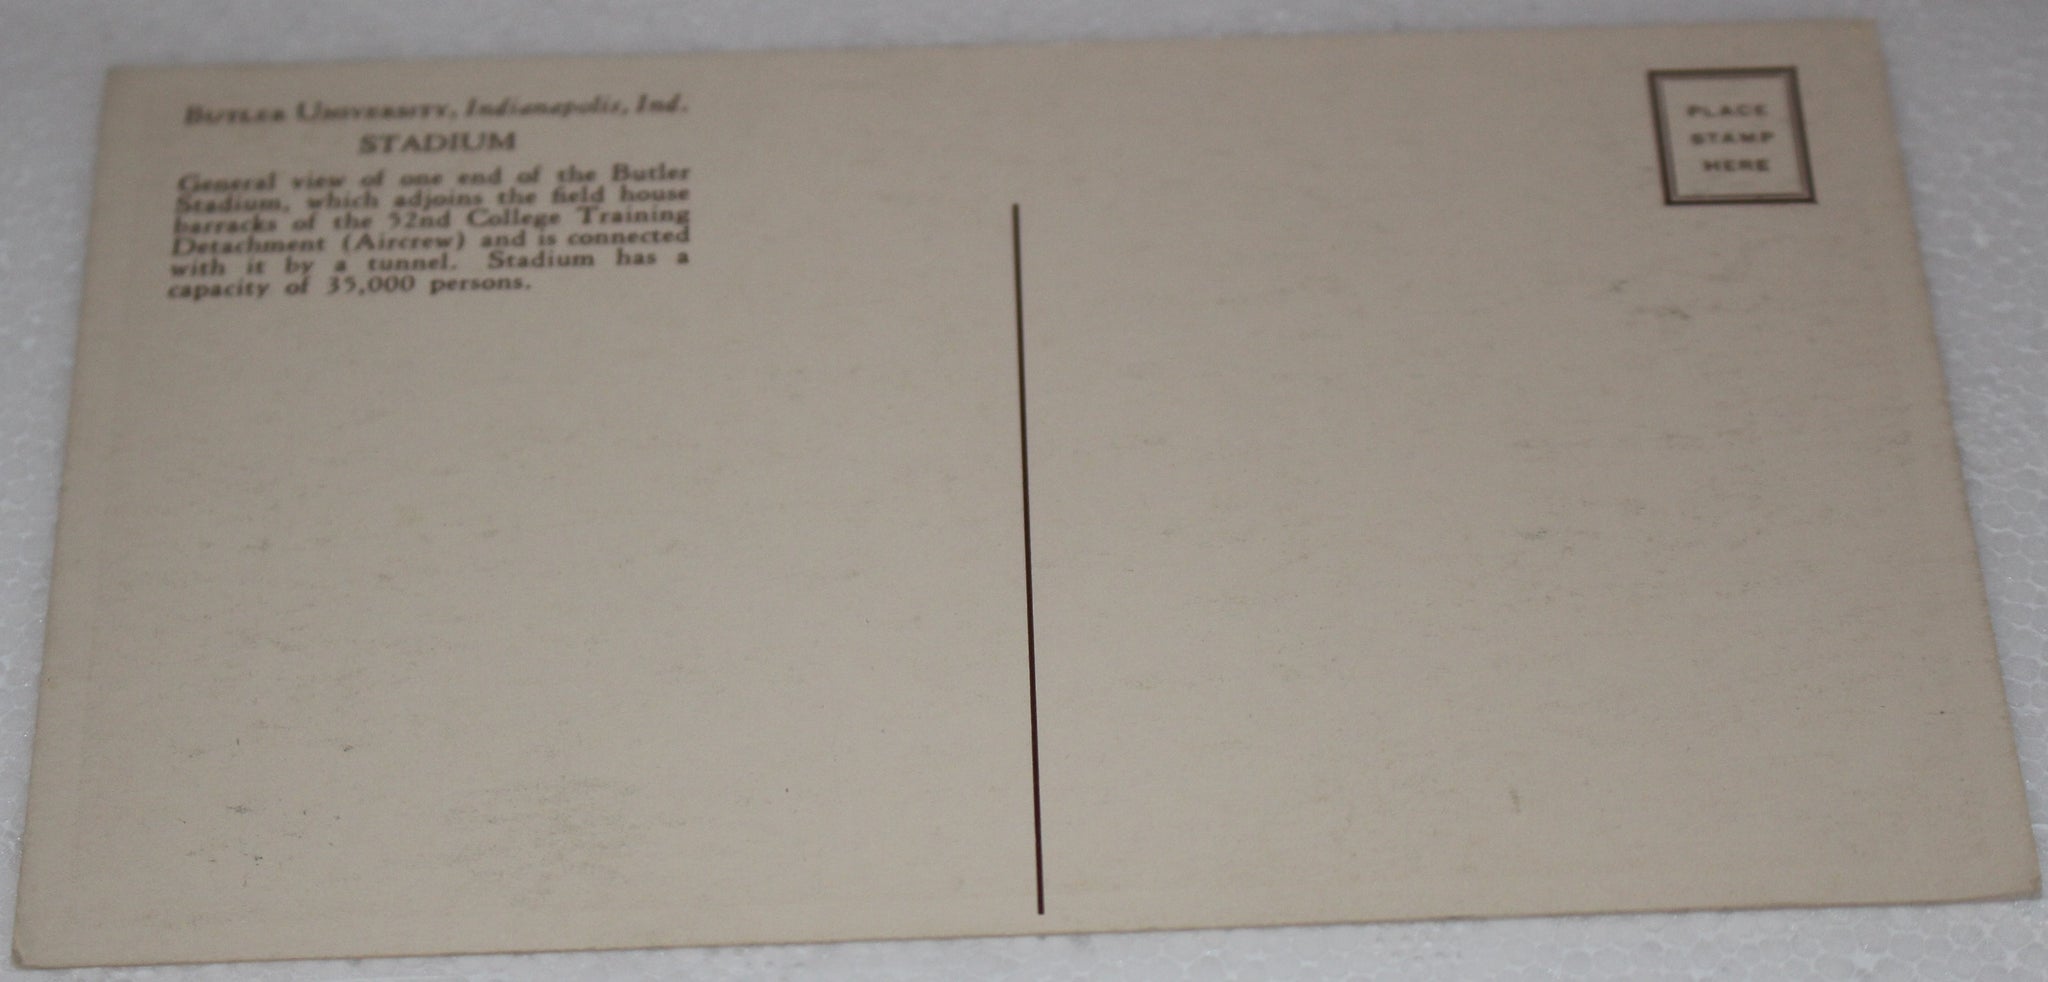 BUTLER UNIVERSITY, Indianapolis, Ind.
STADIUM
General view of one end of the Butler
Stadium, which adjoins the field house
barracks of the 52nd College Training
Detachment (Aircrew) and is connected
with it by a tunnel. Stadium has a
capacity of 35,000 persons.
PLACE
STAMP
HERE